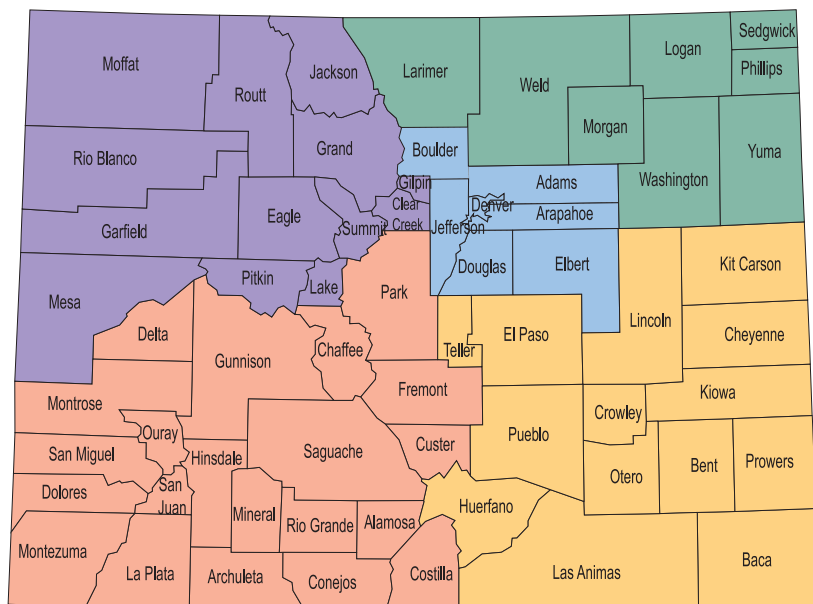 Moffat
Routt
Jackson
Larimer
Weld
Logan
Sedgwick
Phillips
Morgan
Rio Blanco
Grand
Boulder
Gilpin
Adams
Washington
Yuma
Garfield
Eagle
Summit
Clear
Creek
Jefferson
Denver
Arapahoe
Mesa
Pitkin
Lake
Park
Douglas
Elbert
Lincoln
Kit Carson
Delta
Gunnison
Chaffee
Teller
El Paso
Cheyenne
Montrose
Fremont
Crowley
Kiowa
Ouray
San Miguel
Hinsdale
Saguache
Custer
Pueblo
Otero
Bent
Prowers
Dolores
San
Juan
Mineral
Rio Grande
Alamosa
Huerfano
Montezuma
La Plata
Archuleta
Conejos
Costilla
Las Animas
Baca